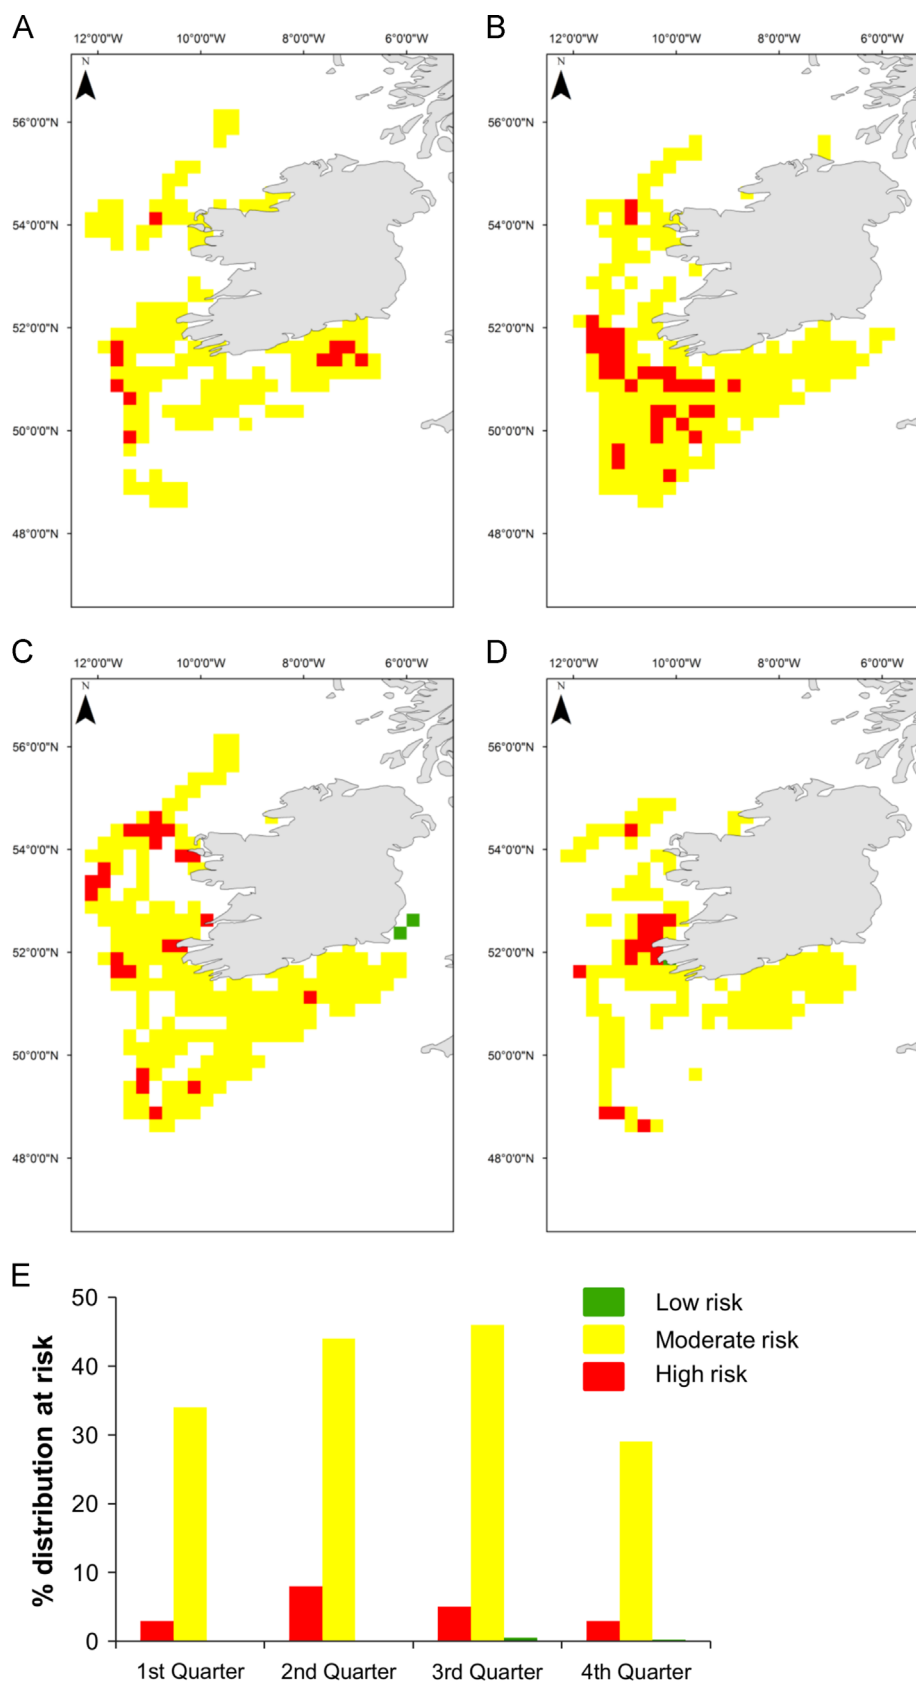 A
B
12°0'0"W 10°0'0"W 8°0'0"W 6°0'0"W
12°0'0"W 10°0'0"W 8°0'0"W 6°0'0"W
N
N
56°0'0"N
56°0'0"N
54°0'0"N
54°0'0"N
52°0'0"N
52°0'0"N
50°0'0"N
50°0'0"N
48°0'0"N
48°0'0"N
C
D
12°0'0"W 10°0'0"W 8°0'0"W 6°0'0"W
12°0'0"W 10°0'0"W 8°0'0"W 6°0'0"W
N
N
56°0'0"N
56°0'0"N
54°0'0"N
54°0'0"N
52°0'0"N
52°0'0"N
50°0'0"N
50°0'0"N
48°0'0"N
48°0'0"N
E
% distribution at risk
50
40
30
20
10
0
Low risk
Moderate risk
High risk
1st Quarter 2nd Quarter 3rd Quarter 4th Quarter